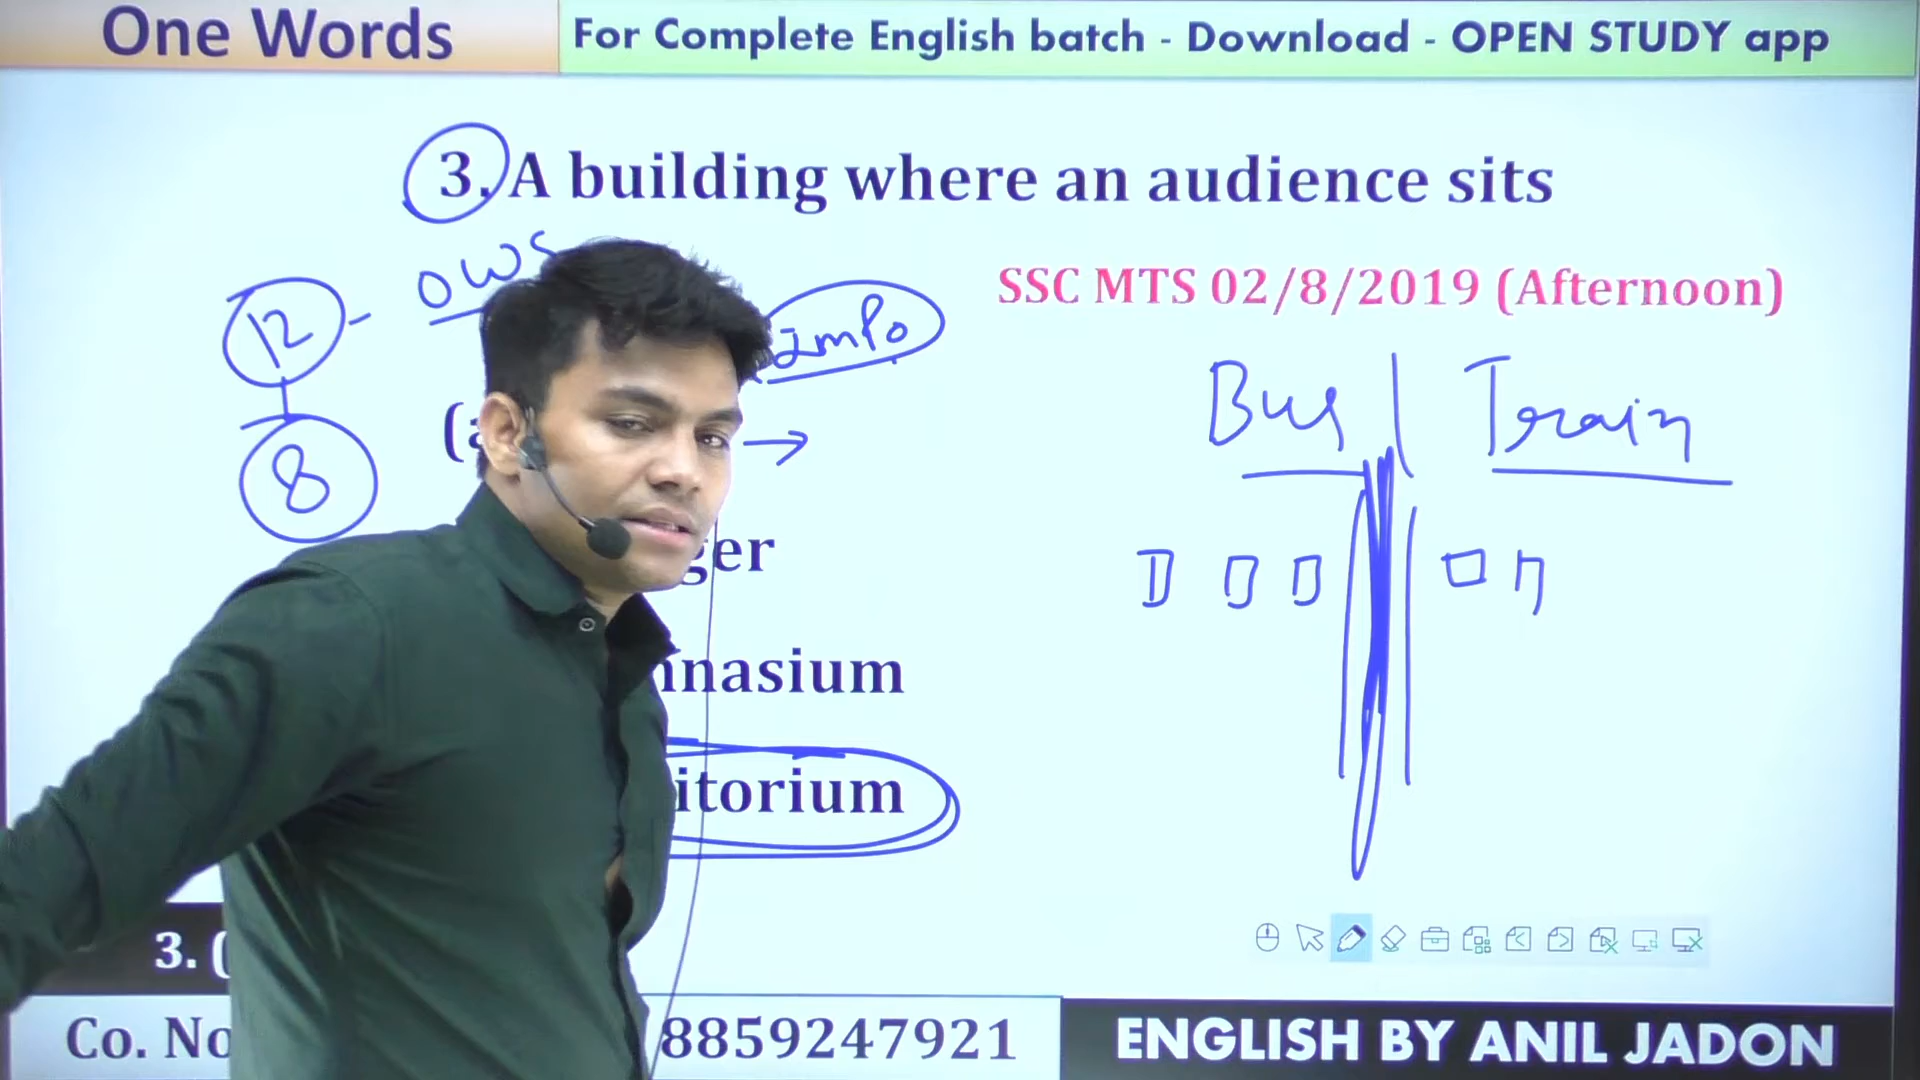 One Words
For Complete English batch - Download - OPEN STUDY app
3. A building where an audience sits
SSC MTS 02/8/2019 (Afternoon)
12 - OWS
Impo
8
(a
ger
nasium
itorium
Bus | Train
3. (
Co. No
8859247921
ENGLISH BY ANIL JADON